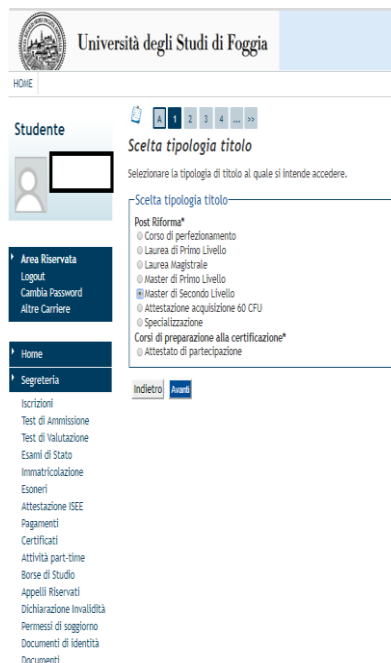 Università degli Studi di Foggia
HOME
Studente
Area Riservata
Logout
Cambia Password
Altre Carriere
Home
Segreteria
Iscrizioni
Test di Ammissione
Test di Valutazione
Esami di Stato
Immatricolazione
Esoneri
Attestazione ISEE
Pagamenti
Certificati
Attività part-time
Borse di Studio
Appelli Riservati
Dichiarazione Invalidità
Permessi di soggiorno
Documenti di identità
Documenti
A 1 2 3 4 ... >>
Scelta tipologia titolo
Selezionare la tipologia di titolo al quale si intende accedere.
Scelta tipologia titolo
Post Riforma*
Corso di perfezionamento
Laurea di Primo Livello
Laurea Magistrale
Master di Primo Livello
Master di Secondo Livello
Attestazione acquisizione 60 CFU
Specializzazione
Corsi di preparazione alla certificazione*
Attestato di partecipazione
Indietro Avanti